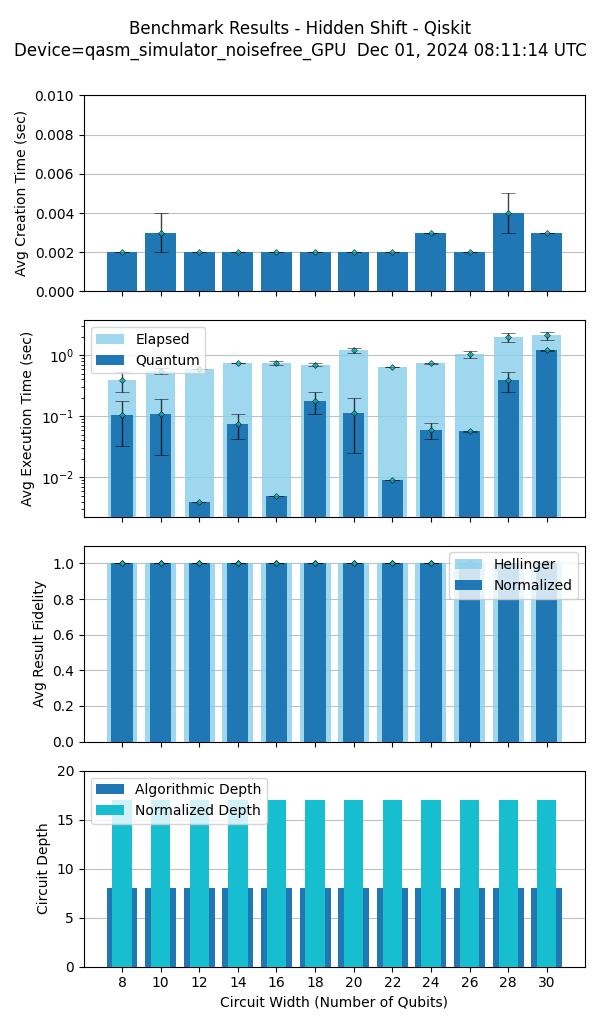 Benchmark Results - Hidden Shift - Qiskit
Device=qasm_simulator_noisefree_GPU  Dec 01, 2024 08:11:14 UTC
Avg Creation Time (sec)
0.010
0.008
0.006
0.004
0.002
0.000
Avg Execution Time (sec)
10⁰
10⁻¹
10⁻²
Elapsed
Quantum
Avg Result Fidelity
1.0
0.8
0.6
0.4
0.2
0.0
Hellinger
Normalized
Circuit Depth
20
15
10
5
0
Algorithmic Depth
Normalized Depth
8 10 12 14 16 18 20 22 24 26 28 30
Circuit Width (Number of Qubits)